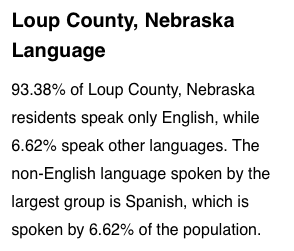 Loup County, Nebraska
Language
93.38% of Loup County, Nebraska
residents speak only English, while
6.62% speak other languages. The
non-English language spoken by the
largest group is Spanish, which is
spoken by 6.62% of the population.